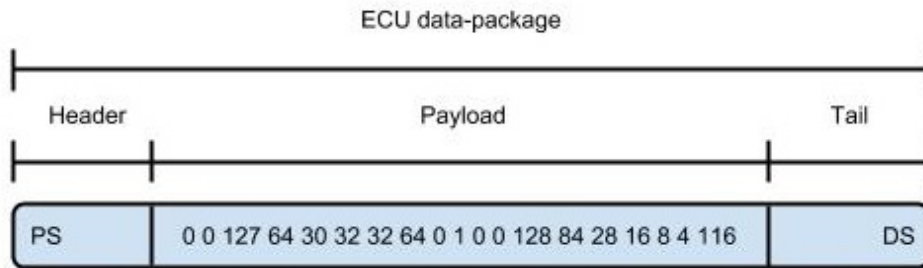 ECU data-package
Header Payload Tail
PS 0 0 127 64 30 32 32 64 0 1 0 0 128 84 28 16 8 4 116 DS